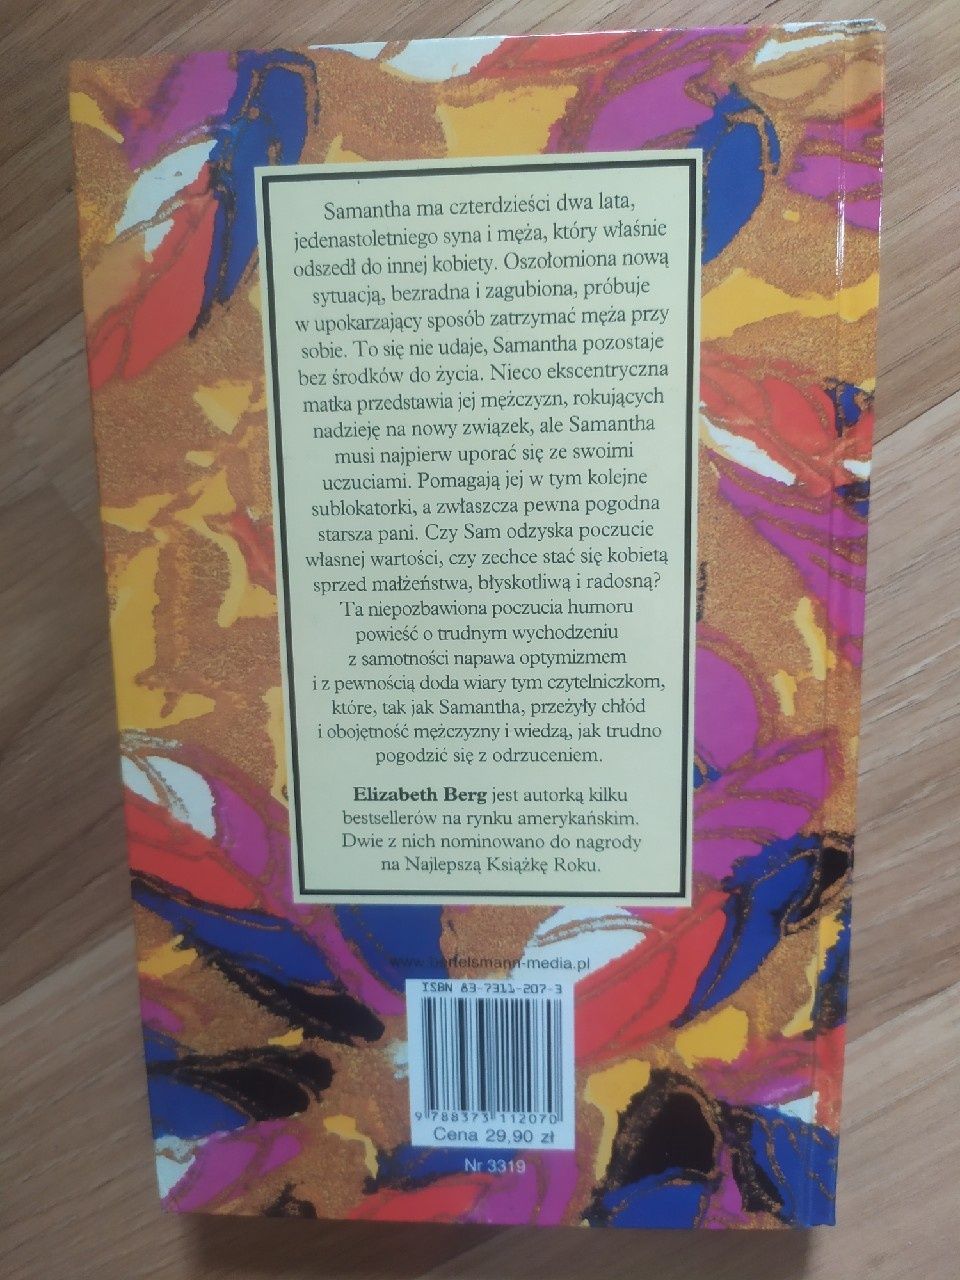 Samantha ma czterdzieści dwa lata,
jedenastoletniego syna i męża, który właśnie
odszedł do innej kobiety. Oszołomiona nową
sytuacją, bezradna i zagubiona, próbuje
w upokarzający sposób zatrzymać męża przy
sobie. To się nie udaje, Samantha pozostaje
bez środków do życia. Nieco ekscentryczna
matka przedstawia jej mężczyzn, rokujących
nadzieję na nowy związek, ale Samantha
musi najpierw uporać się ze swoimi
uczuciami. Pomagają jej w tym kolejne
sublokatorki, a zwłaszcza pewna pogodna
starsza pani. Czy Sam odzyska poczucie
własnej wartości, czy zechce stać się kobietą
sprzed małżeństwa, błyskotliwą i radosną?
Ta niepozbawiona poczucia humoru
powieść o trudnym wychodzeniu
z samotności napawa optymizmem
i z pewnością doda wiary tym czytelniczkom,
które, tak jak Samantha, przeżyły chłód
i obojętność mężczyzny i wiedzą, jak trudno
pogodzić się z odrzuceniem.
Elizabeth Berg jest autorką kilku
bestsellerów na rynku amerykańskim.
Dwie z nich nominowano do nagrody
na Najlepszą Książkę Roku.
www.bertelsmann-media.pl
ISBN 83-7311-207-3
9 788373 112070
Cena 29,90 zł
Nr 3319